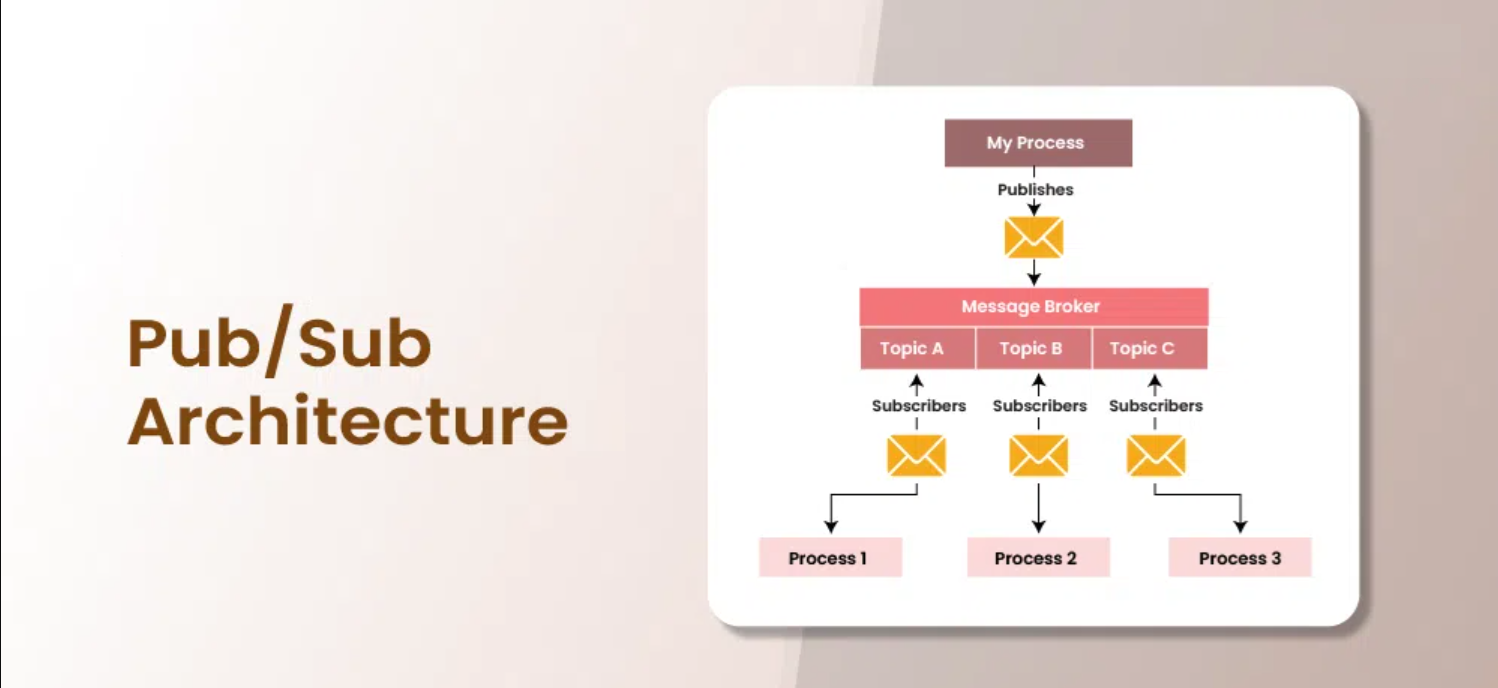 Pub/Sub
Architecture
My Process
Publishes
Message Broker
Topic A
Topic B
Topic C
Subscribers
Subscribers
Subscribers
Process 1
Process 2
Process 3